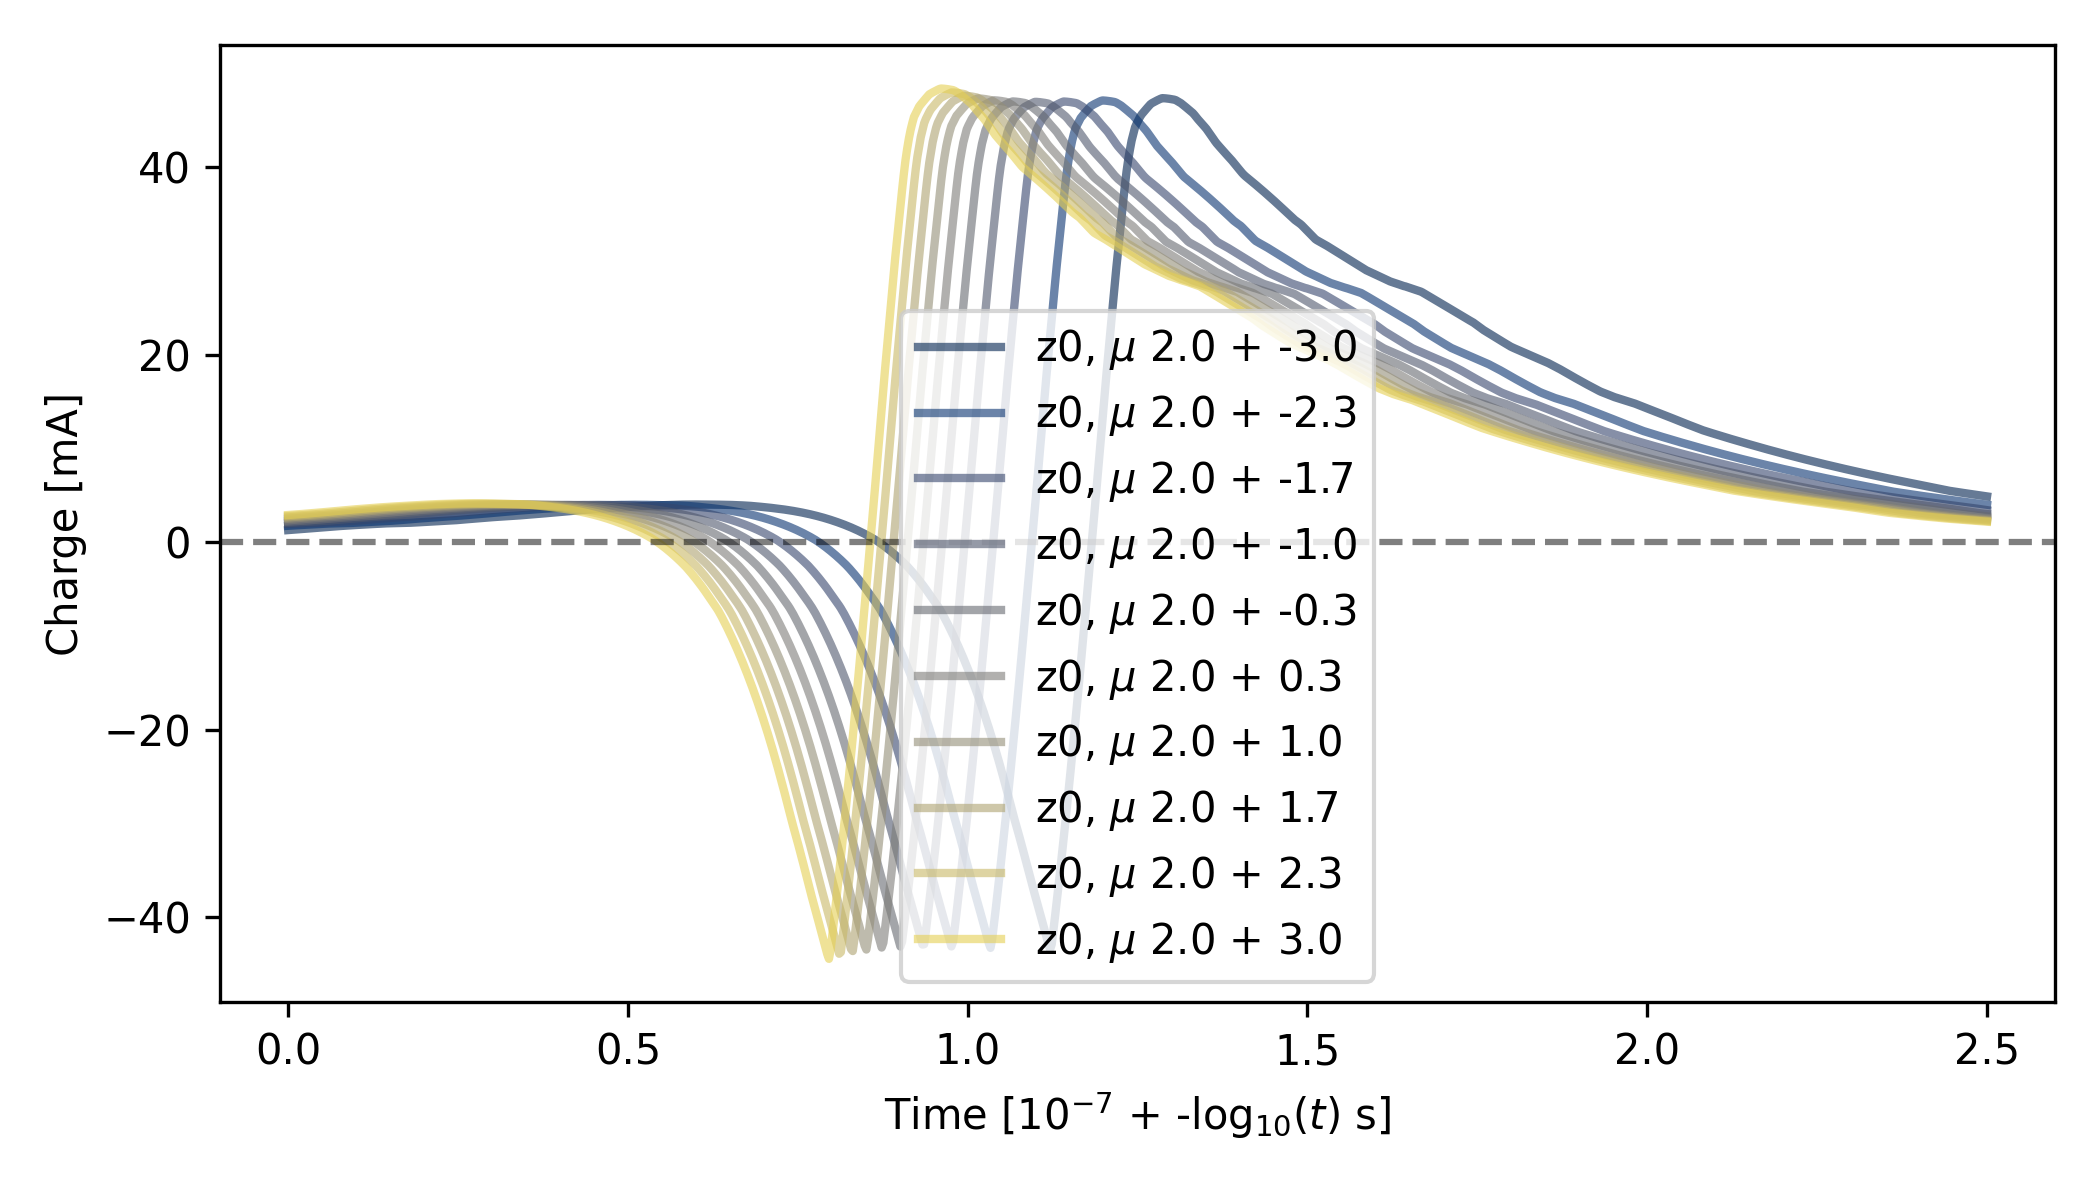 Charge [mA]
40
20
0
−20
−40
z0, μ 2.0 + -3.0
z0, μ 2.0 + -2.3
z0, μ 2.0 + -1.7
z0, μ 2.0 + -1.0
z0, μ 2.0 + -0.3
z0, μ 2.0 + 0.3
z0, μ 2.0 + 1.0
z0, μ 2.0 + 1.7
z0, μ 2.0 + 2.3
z0, μ 2.0 + 3.0
0.0 0.5 1.0 1.5 2.0 2.5
Time [10⁻⁷ + -log₁₀(t) s]